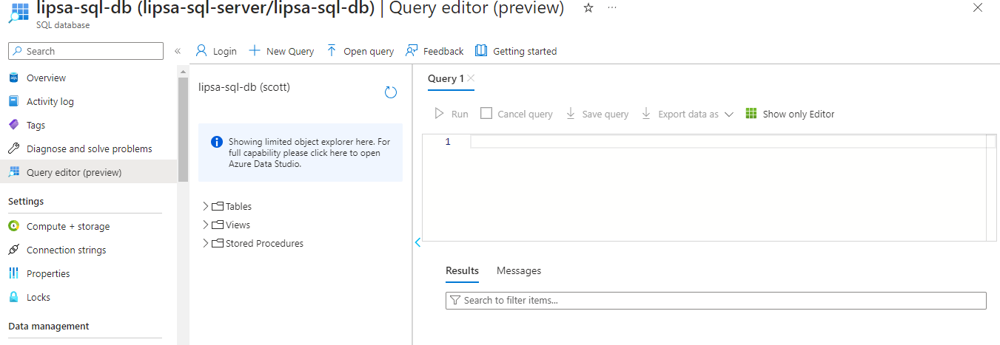 lipsa-sql-db (lipsa-sql-server/lipsa-sql-db) | Query editor (preview)
SQL database
Search
«
Login
New Query
Open query
Feedback
Getting started
Overview
Activity log
Tags
Diagnose and solve problems
Query editor (preview)
Settings
Compute + storage
Connection strings
Properties
Locks
Data management
lipsa-sql-db (scott)
Showing limited object explorer here. For
full capability please click here to open
Azure Data Studio.
Tables
Views
Stored Procedures
Query 1
Run
Cancel query
Save query
Export data as
Show only Editor
1
Results
Messages
Search to filter items...